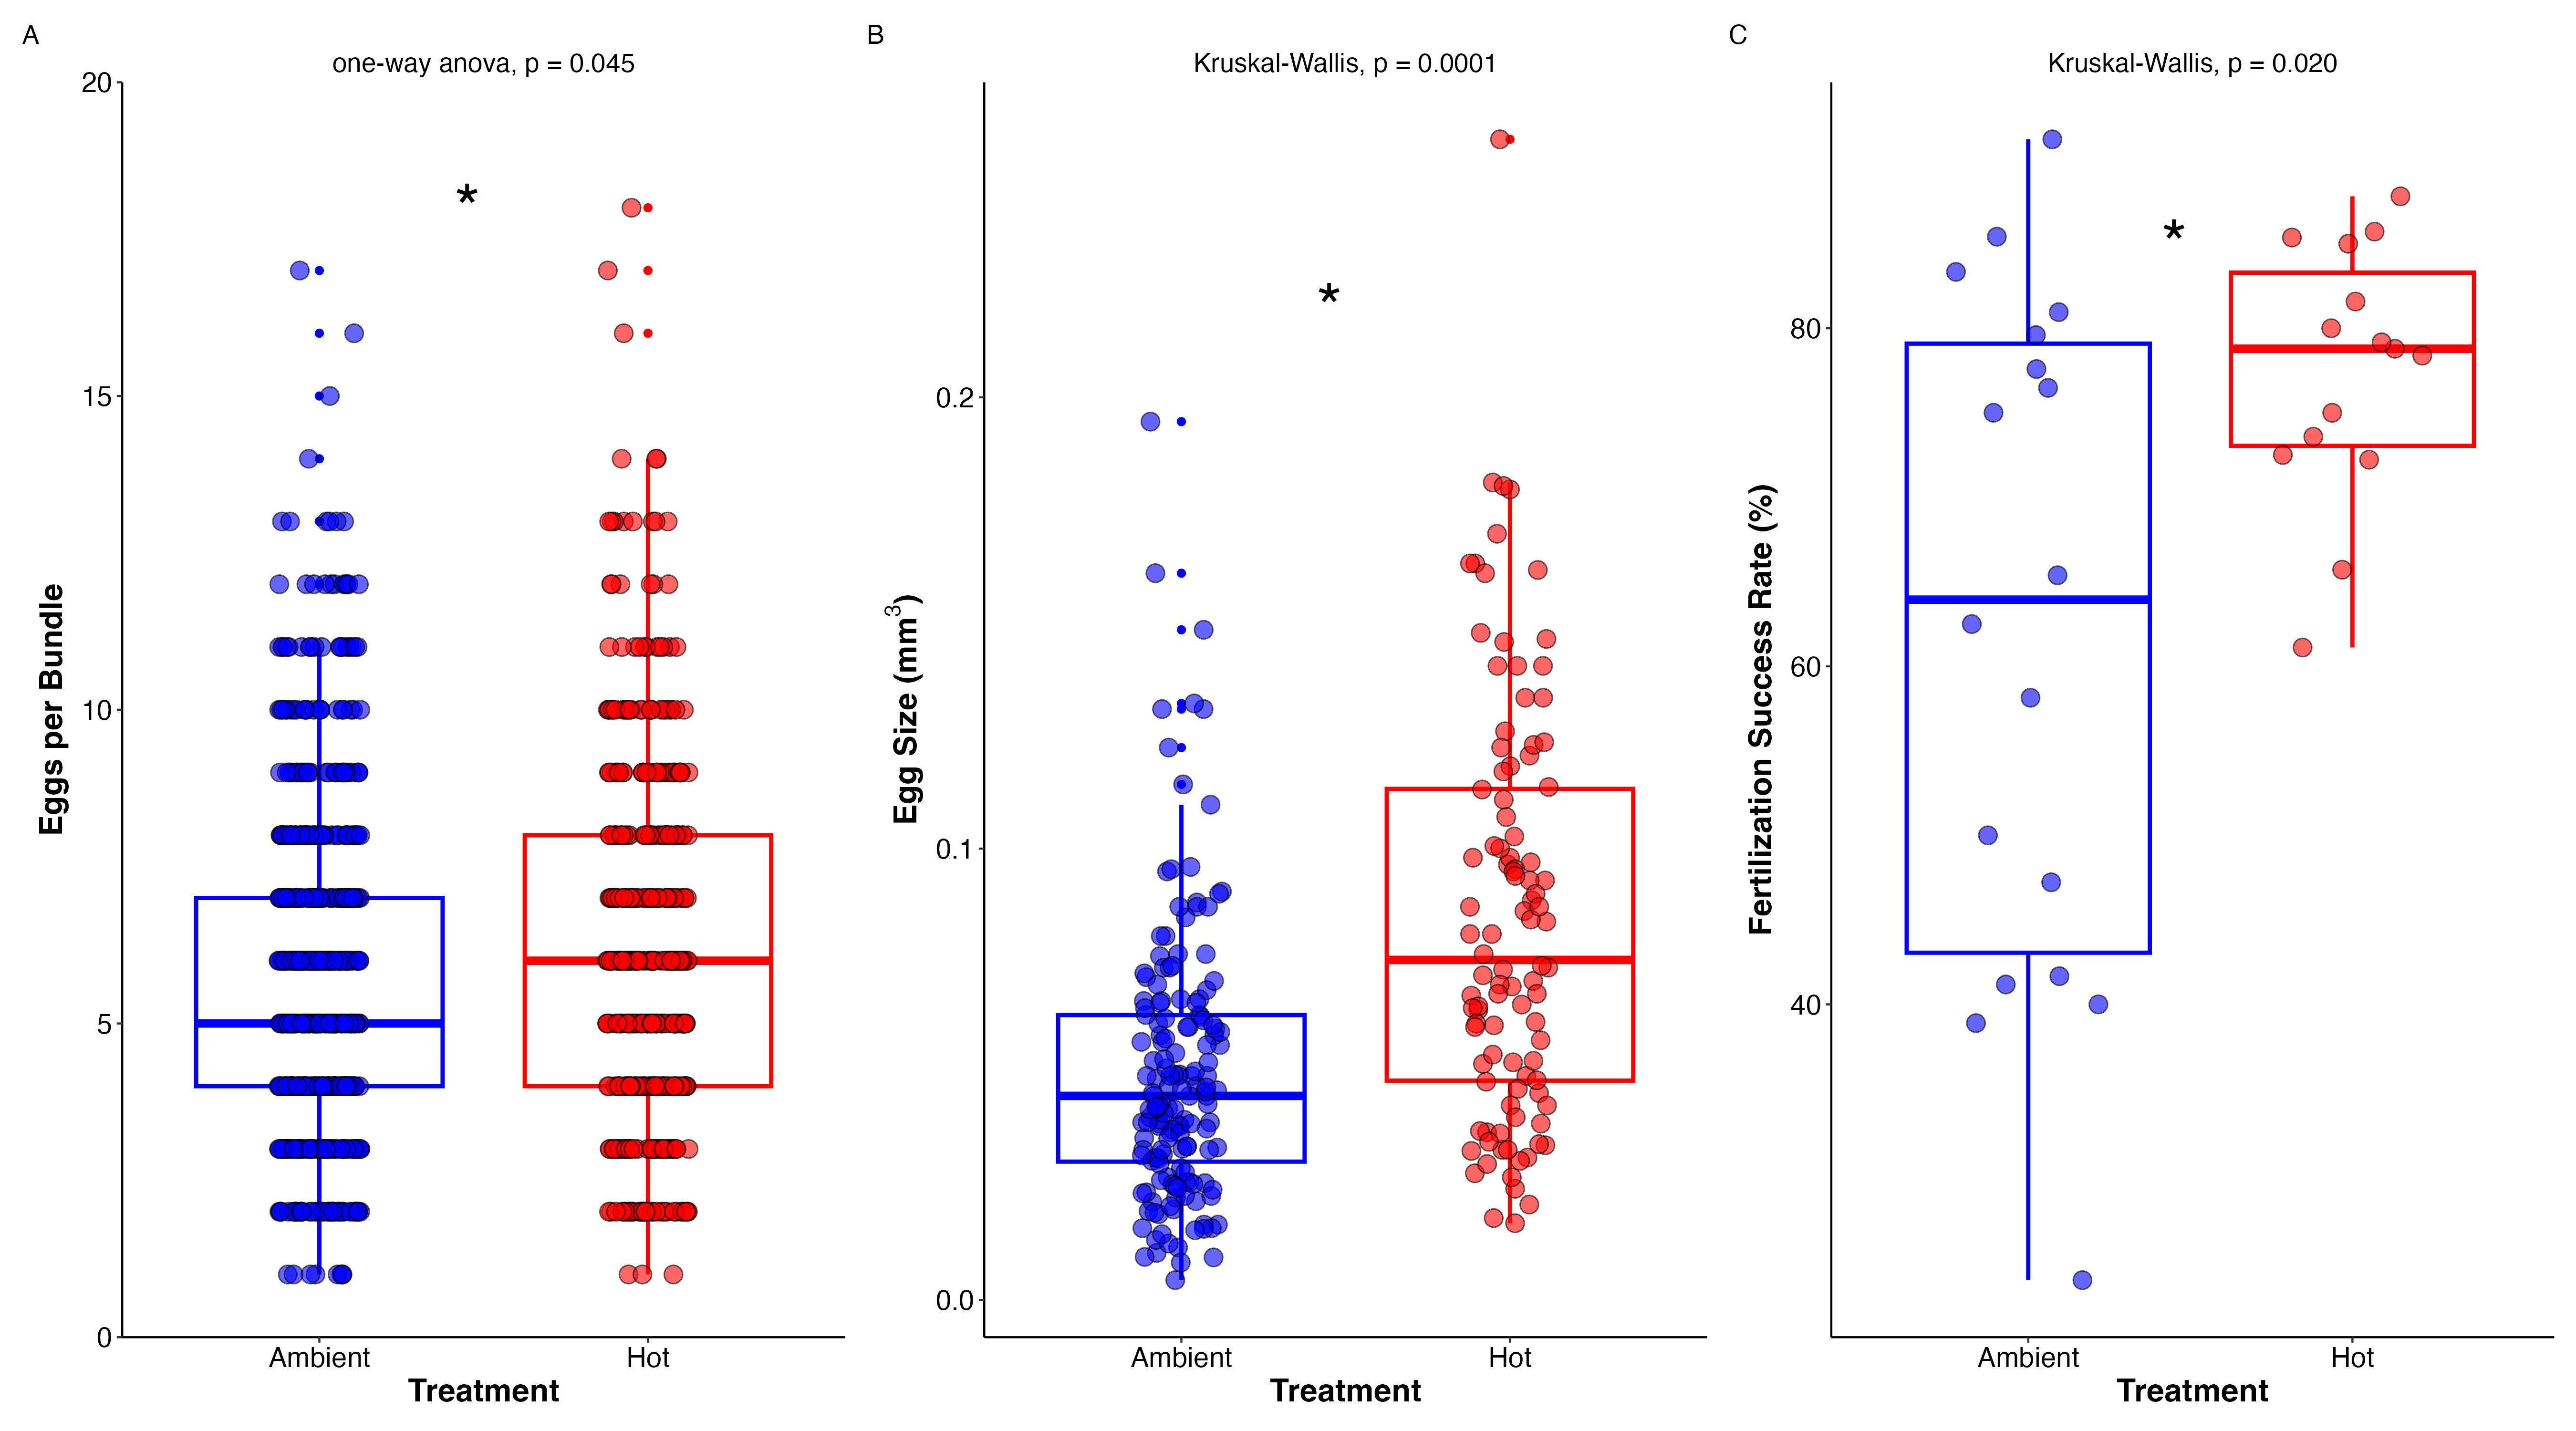 A
one-way anova, p = 0.045
20
15
10
5
0
Eggs per Bundle
*
Ambient
Hot
Treatment
B
Kruskal-Wallis, p = 0.0001
0.2
0.1
0.0
Egg Size (mm³)
*
Ambient
Hot
Treatment
C
Kruskal-Wallis, p = 0.020
80
60
40
Fertilization Success Rate (%)
*
Ambient
Hot
Treatment